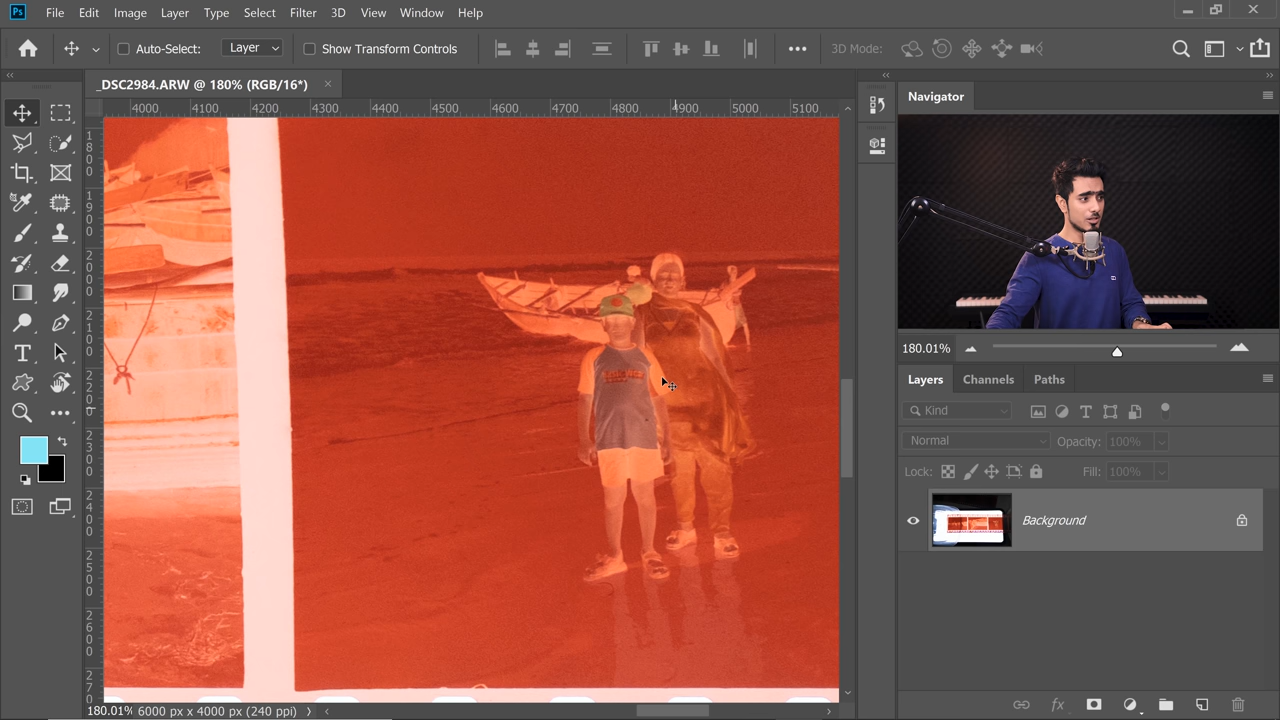 Ps File Edit Image Layer Type Select Filter 3D View Window Help
Auto-Select: Layer Show Transform Controls 3D Mode:
_DSC2984.ARW @ 180% (RGB/16*)
4000 4100 4200 4300 4400 4500 4600 4700 4800 4900 5000 5100
1800
1900
2000
2100
2200
2300
2400
2500
2600
270
Navigator
180.01%
Layers Channels Paths
Kind
Normal Opacity: 100%
Lock: Fill: 100%
Background
180.01% 6000 px x 4000 px (240 ppi)